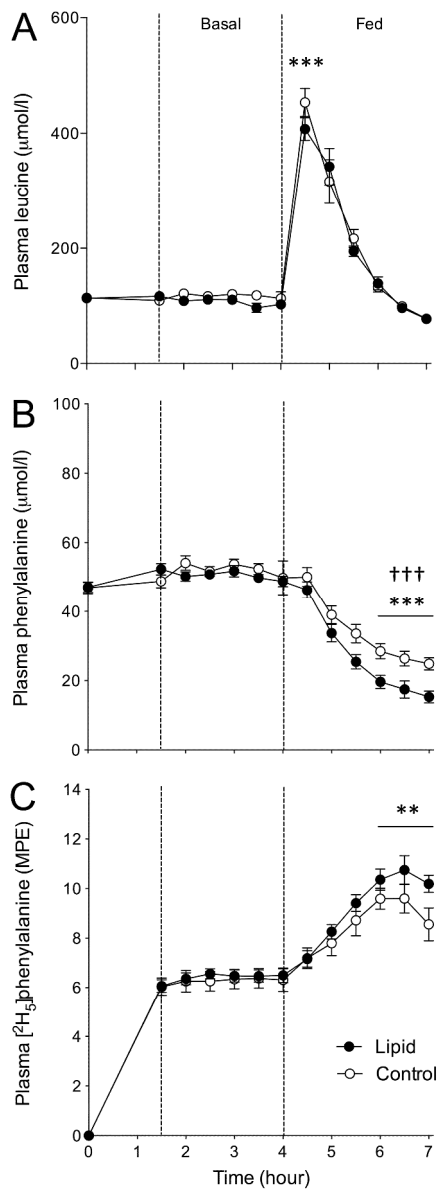 A
Basal
Fed
600
400
200
0
***
Plasma leucine (μmol/l)
B
100
80
60
40
20
0
†††
***
Plasma phenylalanine (μmol/l)
C
14
12
10
8
6
4
2
0
**
Plasma [²H₅]phenylalanine (MPE)
Lipid
Control
0 1 2 3 4 5 6 7
Time (hour)